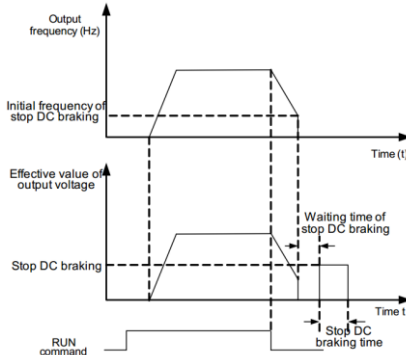 Output
frequency (Hz)
Initial frequency of
stop DC braking
Time (t)
Effective value of
output voltage
Waiting time of
stop DC braking
Stop DC braking
Time t
Stop DC
braking time
RUN
command